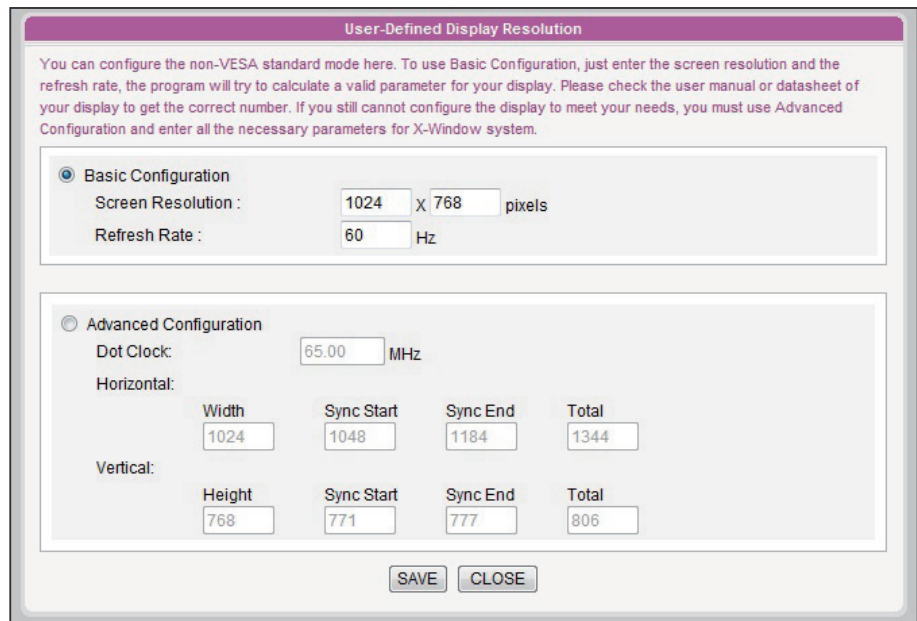 User-Defined Display Resolution
You can configure the non-VESA standard mode here. To use Basic Configuration, just enter the screen resolution and the
refresh rate, the program will try to calculate a valid parameter for your display. Please check the user manual or datasheet of
your display to get the correct number. If you still cannot configure the display to meet your needs, you must use Advanced
Configuration and enter all the necessary parameters for X-Window system.
Basic Configuration
Screen Resolution : 1024 X 768 pixels
Refresh Rate : 60 Hz
Advanced Configuration
Dot Clock: 65.00 MHz
Horizontal:
Width Sync Start Sync End Total
1024 1048 1184 1344
Vertical:
Height Sync Start Sync End Total
768 771 777 806
SAVE CLOSE